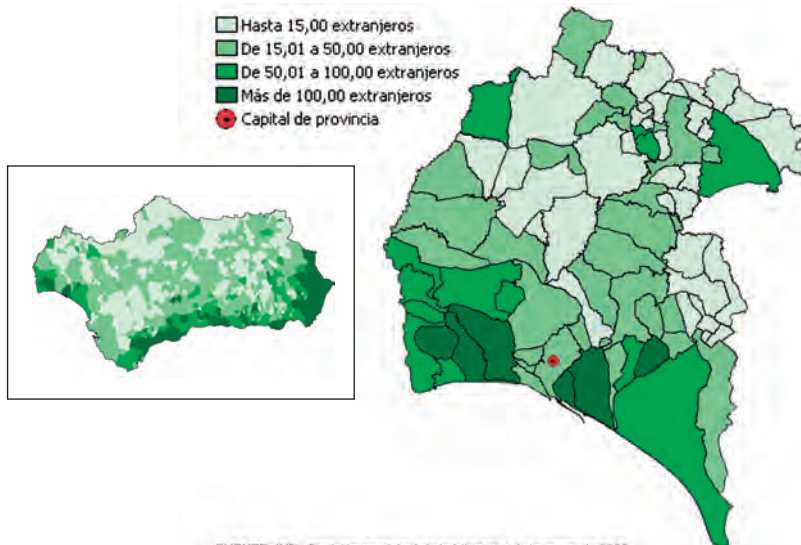 Hasta 15,00 extranjeros
De 15,01 a 50,00 extranjeros
De 50,01 a 100,00 extranjeros
Más de 100,00 extranjeros
Capital de provincia